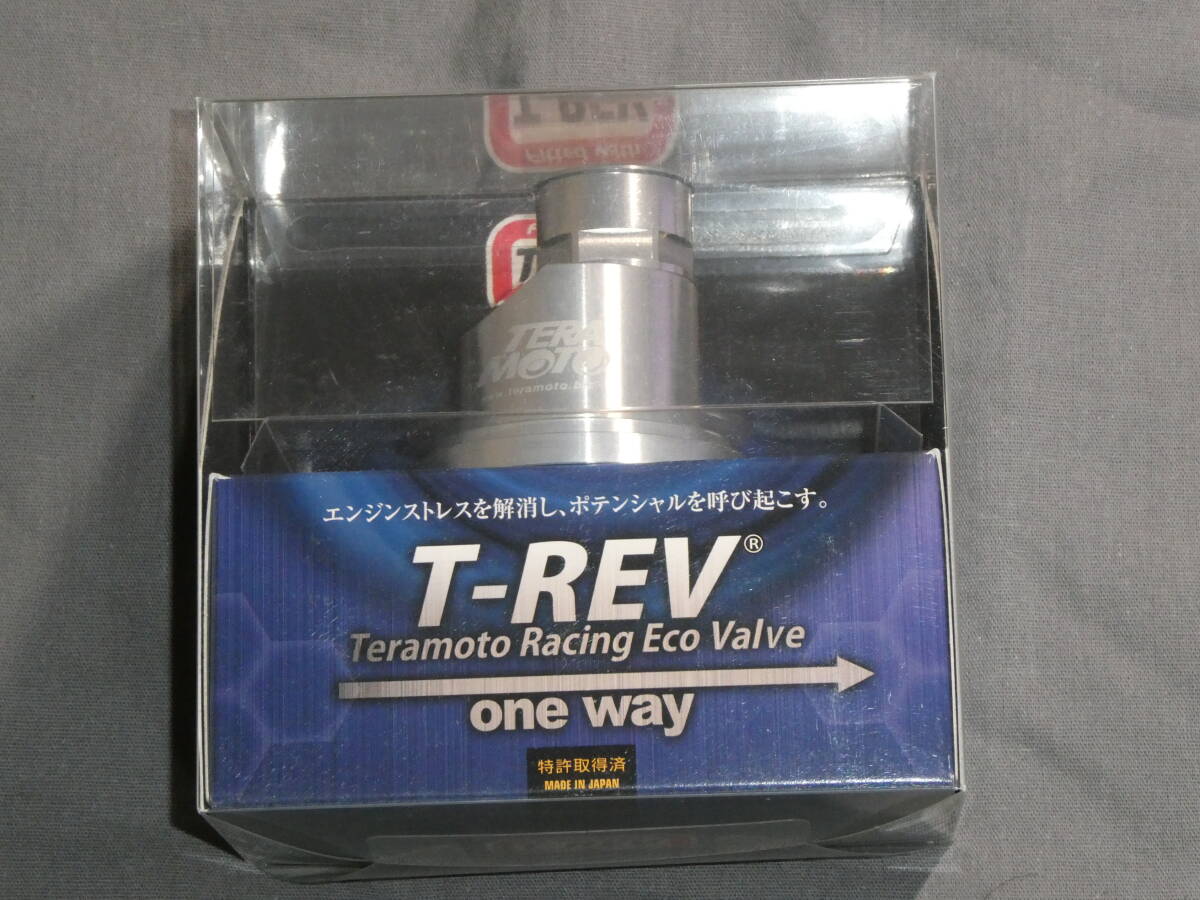 Fitted with
TERA
MOTO
エンジンストレスを解消し、ポテンシャルを呼び起こす。
T-REV®
Teramoto Racing Eco Valve
one way
特許取得済
MADE IN JAPAN